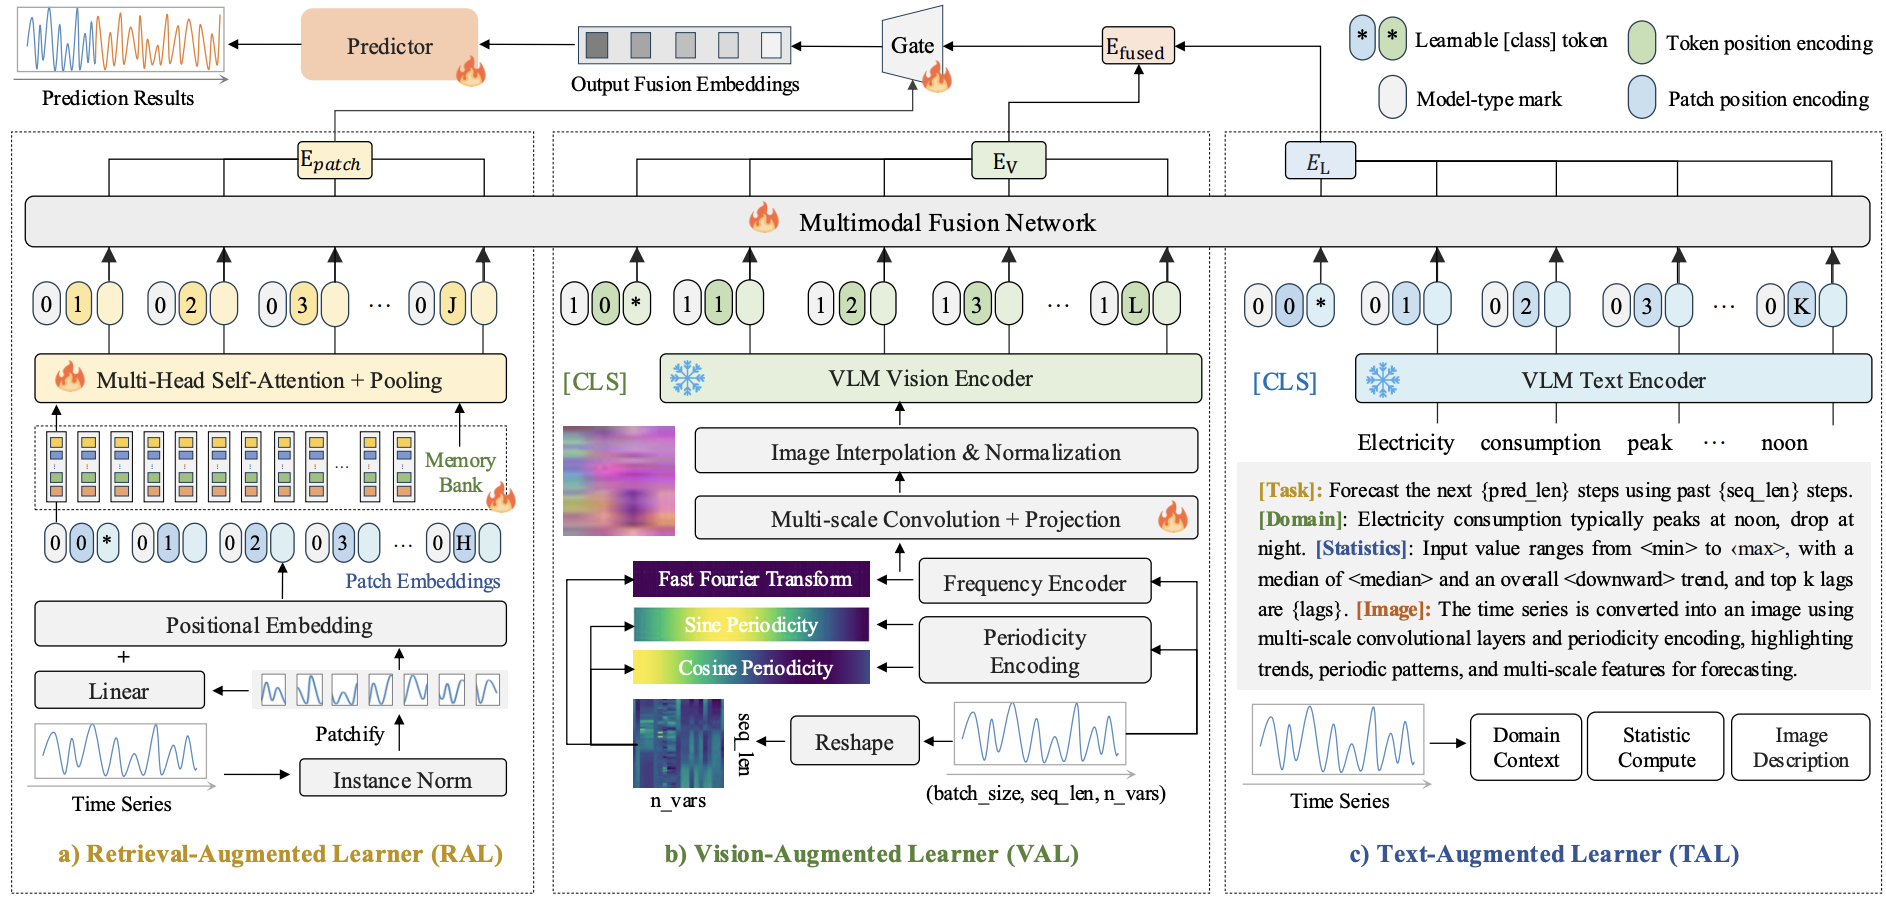 Prediction Results
Predictor
Output Fusion Embeddings
Gate
E_fused
* * Learnable [class] token
Token position encoding
Model-type mark
Patch position encoding
E_patch
E_V
E_L
Multimodal Fusion Network
0 1 0 2 0 3 ... 0 J
1 0 * 1 1 1 2 1 3 ... 1 L
0 0 * 0 1 0 2 0 3 ... 0 K
Multi-Head Self-Attention + Pooling
Memory
Bank
...
0 0 * 0 1 0 2 0 3 ... 0 H
Patch Embeddings
Positional Embedding
+
Linear
Patchify
Instance Norm
Time Series
a) Retrieval-Augmented Learner (RAL)
[CLS]
VLM Vision Encoder
Image Interpolation & Normalization
Multi-scale Convolution + Projection
Fast Fourier Transform
Frequency Encoder
Sine Periodicity
Cosine Periodicity
Periodicity
Encoding
seq_len
n_vars
Reshape
(batch_size, seq_len, n_vars)
b) Vision-Augmented Learner (VAL)
[CLS]
VLM Text Encoder
Electricity consumption peak ... noon
[Task]: Forecast the next {pred_len} steps using past {seq_len} steps.
[Domain]: Electricity consumption typically peaks at noon, drop at
night. [Statistics]: Input value ranges from <min> to <max>, with a
median of <median> and an overall <downward> trend, and top k lags
are {lags}. [Image]: The time series is converted into an image using
multi-scale convolutional layers and periodicity encoding, highlighting
trends, periodic patterns, and multi-scale features for forecasting.
Time Series
Domain
Context
Statistic
Compute
Image
Description
c) Text-Augmented Learner (TAL)